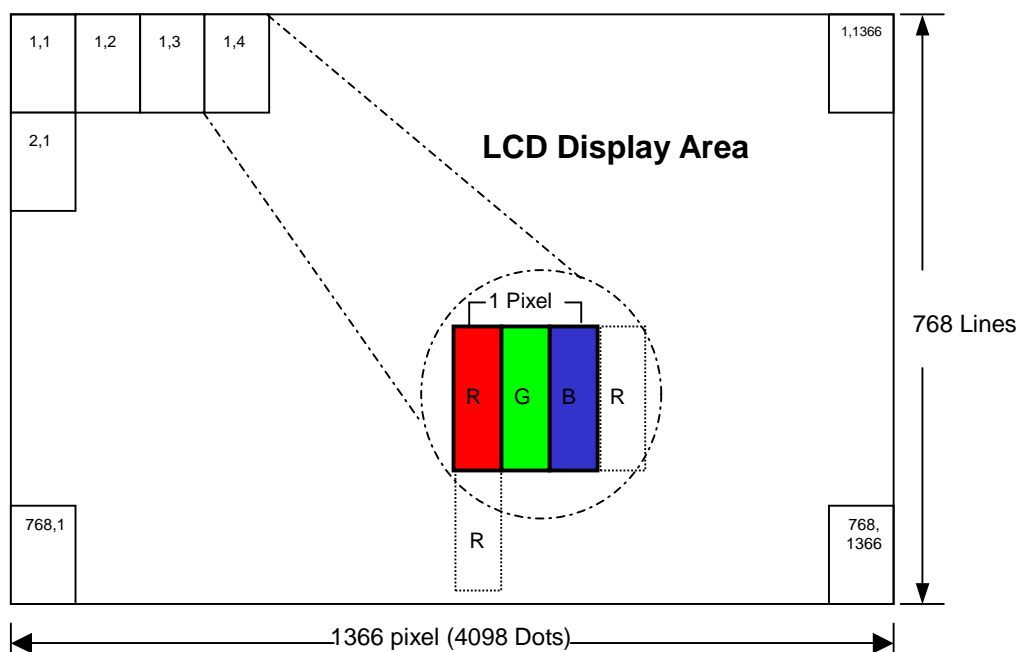 1,1 1,2 1,3 1,4 1,1366
2,1
LCD Display Area
1 Pixel
768 Lines
R G B R
R
768,1
768,
1366
1366 pixel (4098 Dots)